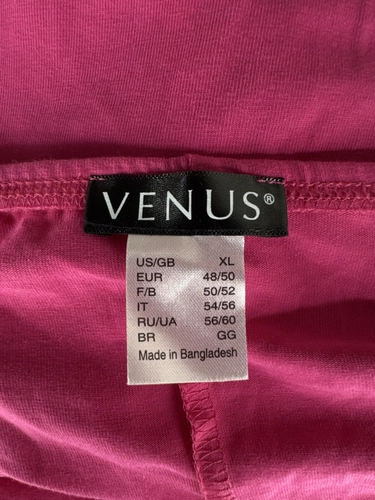 VENUS®
US/GB XL
EUR 48/50
F/B 50/52
IT 54/56
RU/UA 56/60
BR GG
Made in Bangladesh